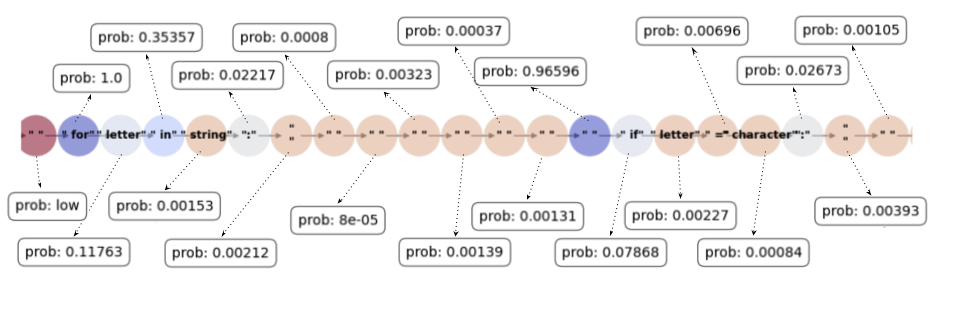 prob: 0.35357
prob: 0.0008
prob: 0.00037
prob: 0.00696
prob: 0.00105
prob: 1.0
prob: 0.02217
prob: 0.00323
prob: 0.96596
prob: 0.02673
" " " for" " letter" " in" " string" ":" " " " " " " " " " " " " " " " " " if" " letter" " =" " character" ":" " " " "
prob: low
prob: 0.00153
prob: 8e-05
prob: 0.00131
prob: 0.00227
prob: 0.00393
prob: 0.11763
prob: 0.00212
prob: 0.00139
prob: 0.07868
prob: 0.00084